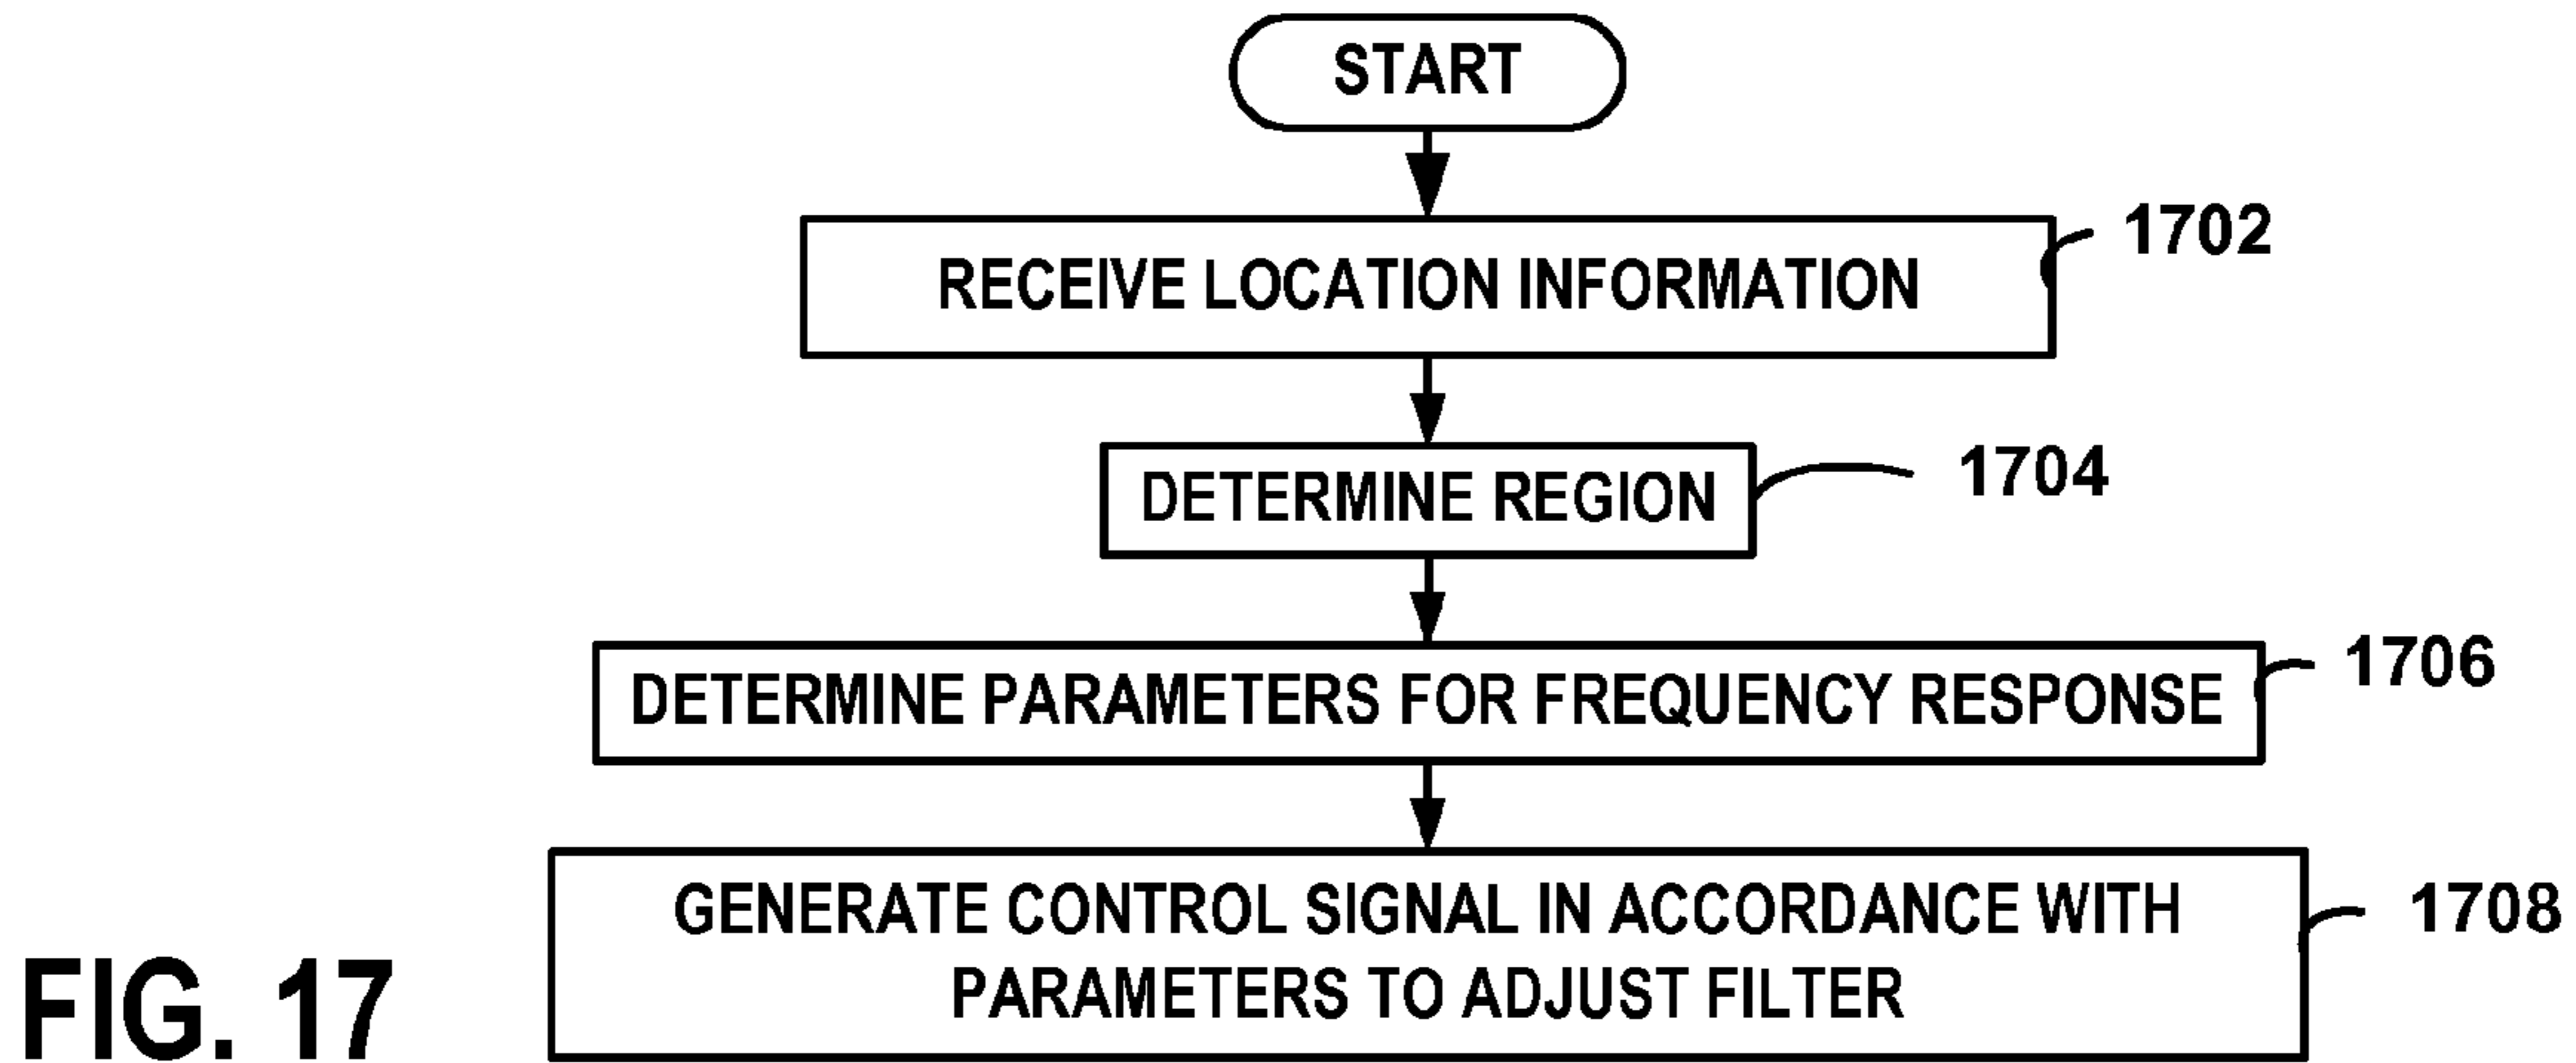 START
RECEIVE LOCATION INFORMATION
1702
DETERMINE REGION
1704
DETERMINE PARAMETERS FOR FREQUENCY RESPONSE
1706
GENERATE CONTROL SIGNAL IN ACCORDANCE WITH
PARAMETERS TO ADJUST FILTER
1708
FIG. 17